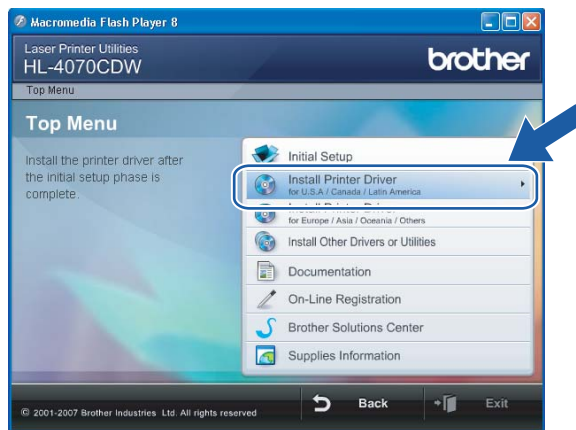 Macromedia Flash Player 8
Laser Printer Utilities
HL-4070CDW
brother
Top Menu
Top Menu
Install the printer driver after
the initial setup phase is
complete.
Initial Setup
Install Printer Driver
for U.S.A / Canada / Latin America
Install Printer Driver
for Europe / Asia / Oceania / Others
Install Other Drivers or Utilities
Documentation
On-Line Registration
Brother Solutions Center
Supplies Information
© 2001-2007 Brother Industries Ltd. All rights reserved
Back
Exit